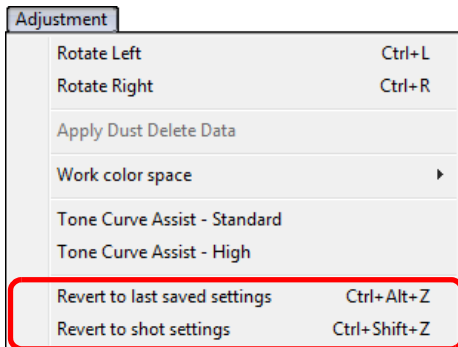 Adjustment
Rotate Left Ctrl+L
Rotate Right Ctrl+R
Apply Dust Delete Data
Work color space
Tone Curve Assist - Standard
Tone Curve Assist - High
Revert to last saved settings Ctrl+Alt+Z
Revert to shot settings Ctrl+Shift+Z